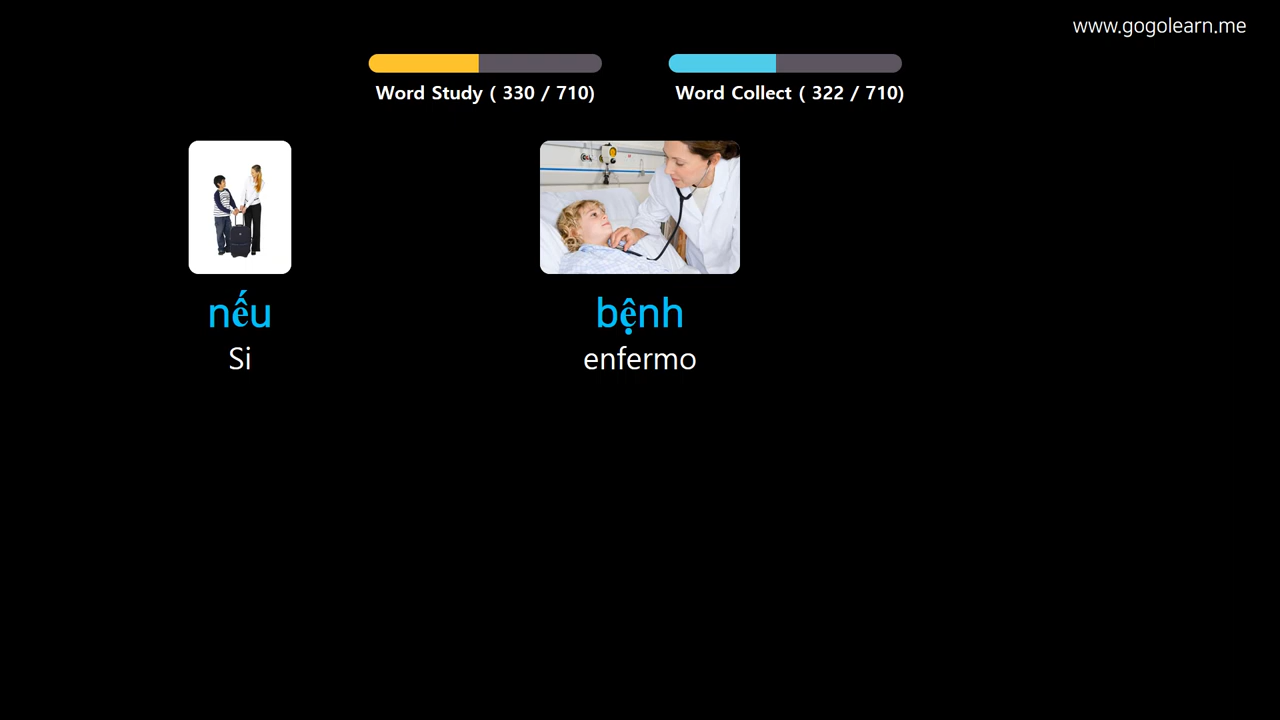 www.gogolearn.me
Word Study ( 330 / 710)
Word Collect ( 322 / 710)
nếu
bệnh
Si
enfermo